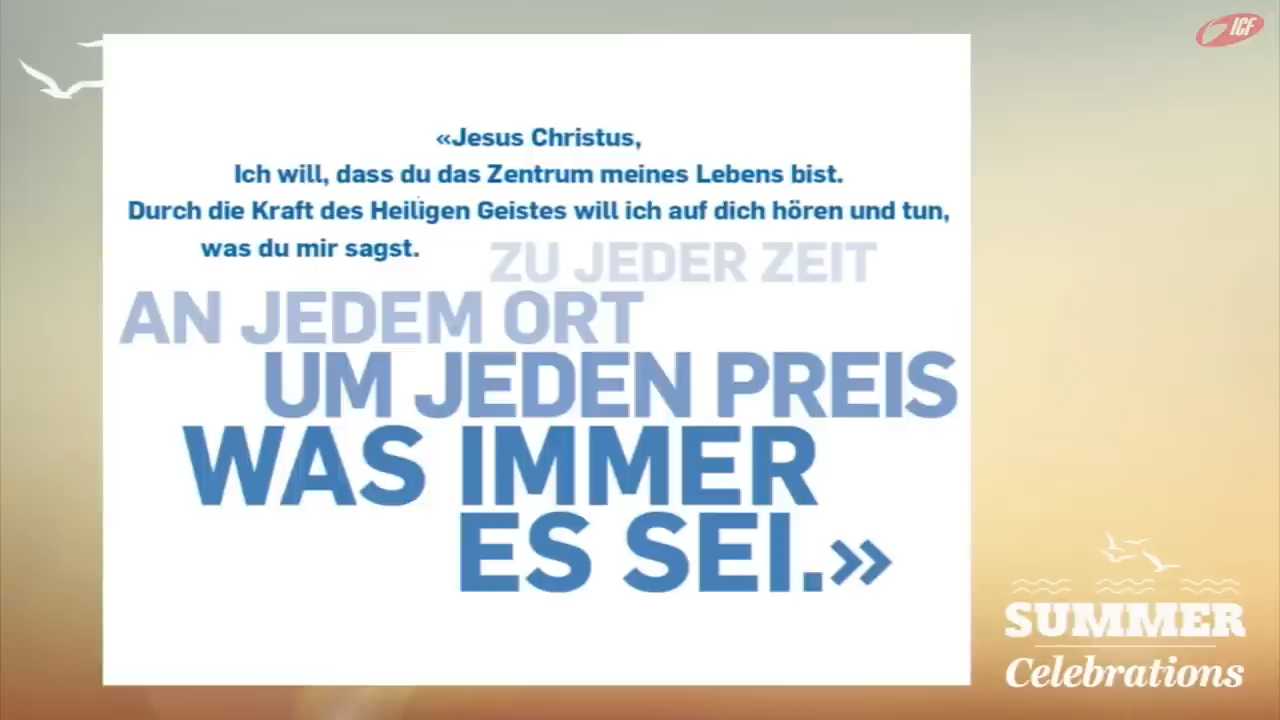 ICF
«Jesus Christus,
Ich will, dass du das Zentrum meines Lebens bist.
Durch die Kraft des Heiligen Geistes will ich auf dich hören und tun,
was du mir sagst. ZU JEDER ZEIT
AN JEDEM ORT
UM JEDEN PREIS
WAS IMMER
ES SEI.»
SUMMER
Celebrations